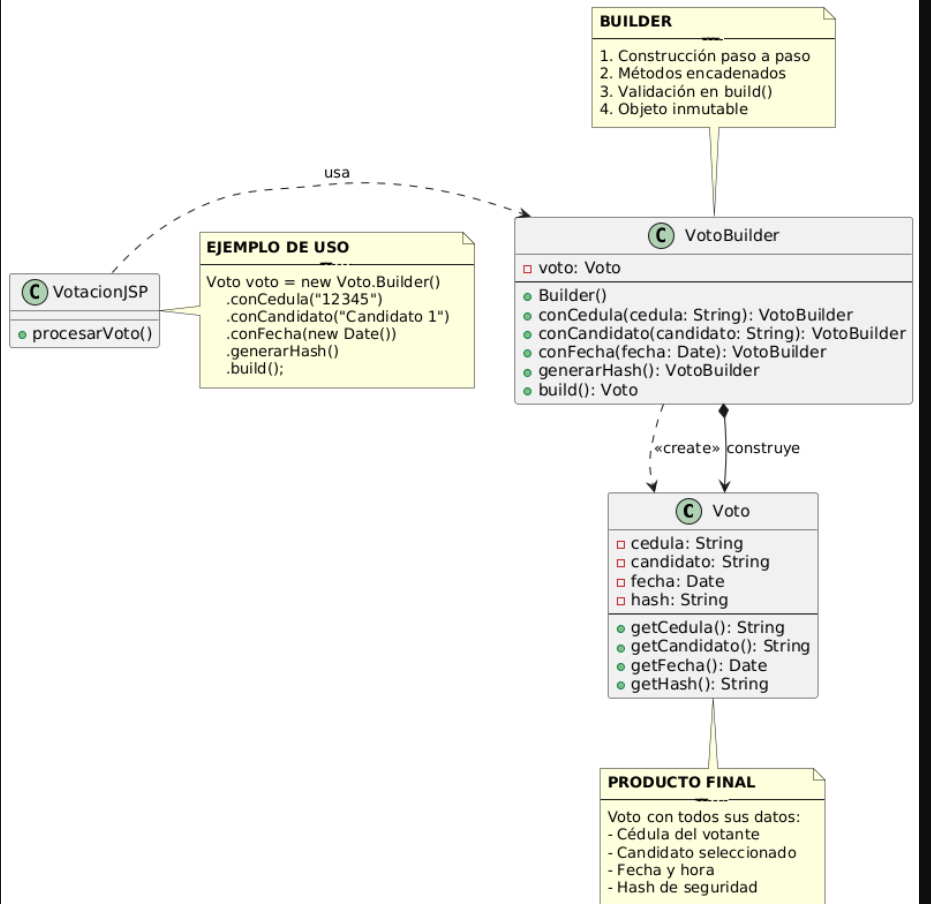 BUILDER
1. Construcción paso a paso
2. Métodos encadenados
3. Validación en build()
4. Objeto inmutable
usa
EJEMPLO DE USO
Voto voto = new Voto.Builder()
.conCedula("12345")
.conCandidato("Candidato 1")
.conFecha(new Date())
.generarHash()
.build();
C VotacionJSP
procesarVoto()
C VotoBuilder
voto: Voto
Builder()
conCedula(cedula: String): VotoBuilder
conCandidato(candidato: String): VotoBuilder
conFecha(fecha: Date): VotoBuilder
generarHash(): VotoBuilder
build(): Voto
«create» construye
C Voto
cedula: String
candidato: String
fecha: Date
hash: String
getCedula(): String
getCandidato(): String
getFecha(): Date
getHash(): String
PRODUCTO FINAL
Voto con todos sus datos:
- Cédula del votante
- Candidato seleccionado
- Fecha y hora
- Hash de seguridad